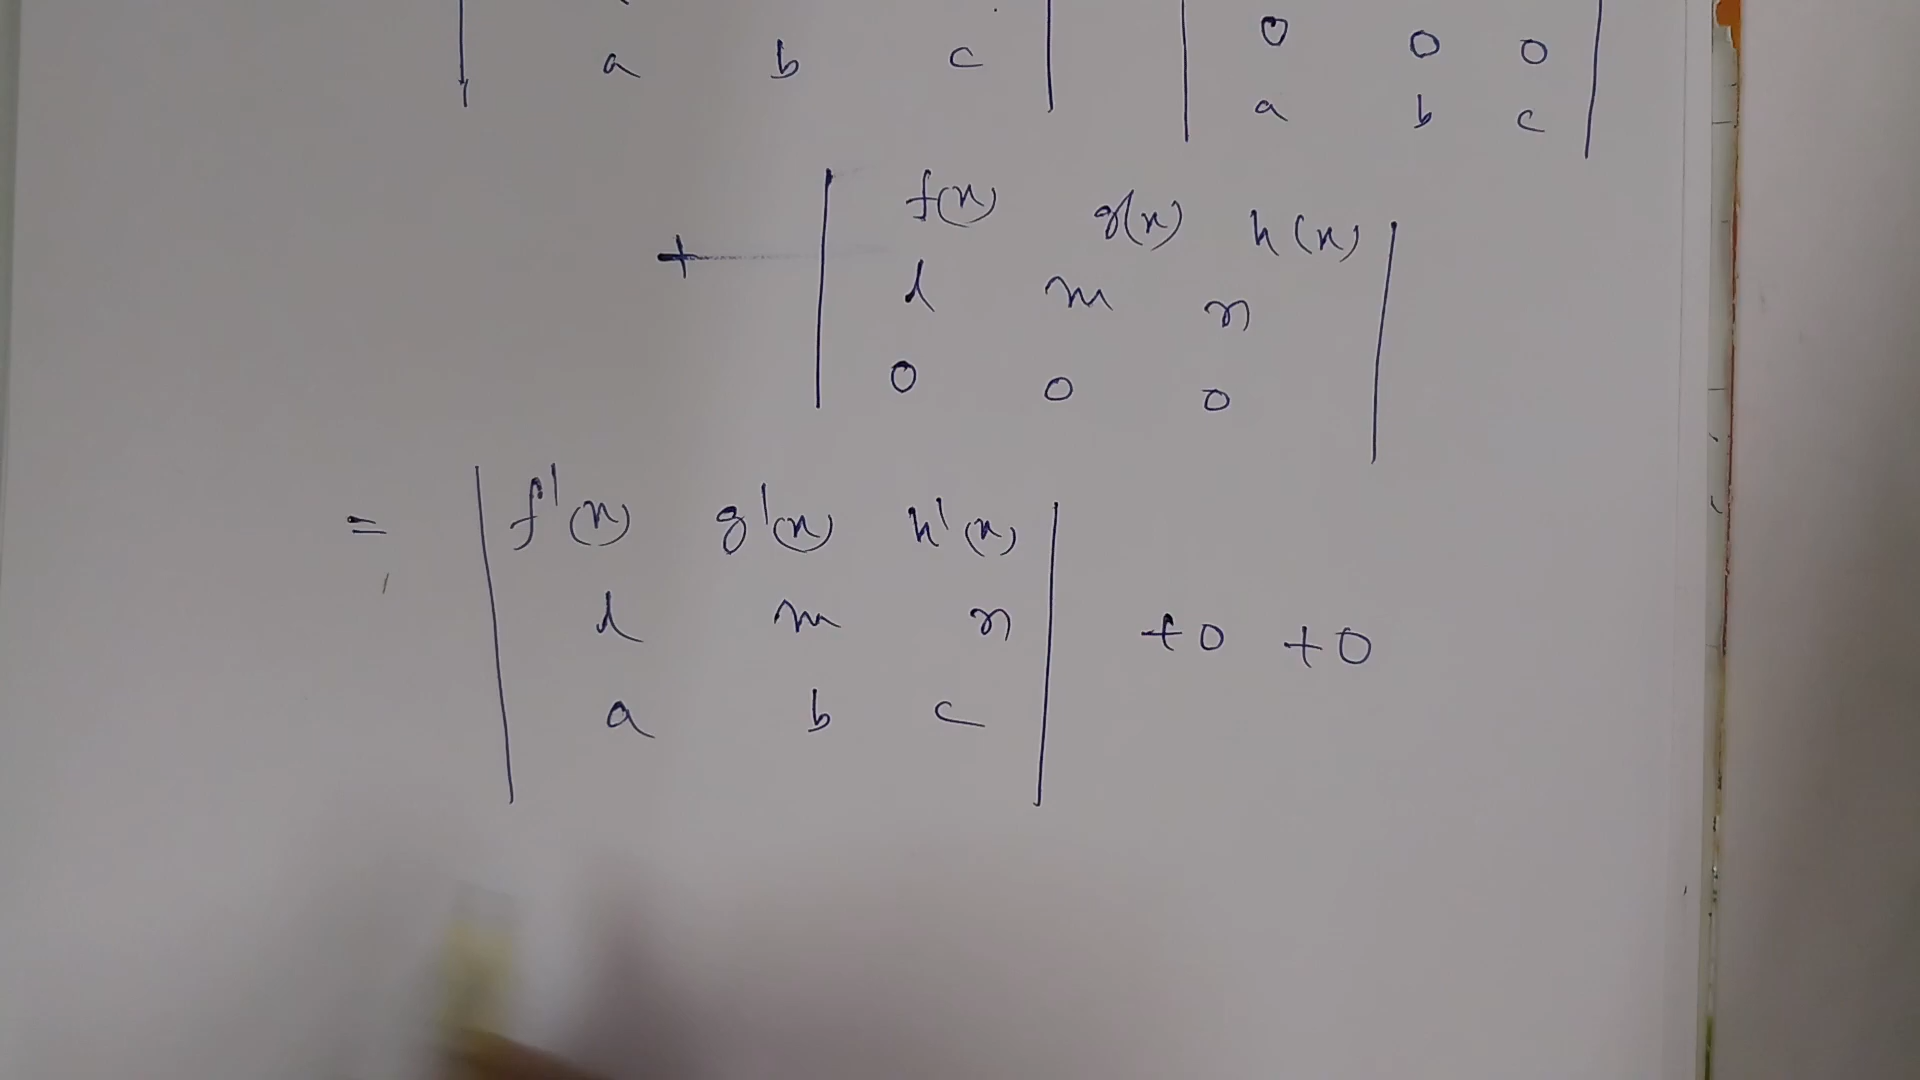 a b c 0 0 0
a b c
f(x) g(x) h(x)
+ l m n
0 0 0
= f'(x) g'(x) h'(x)
l m n +0 +0
a b c